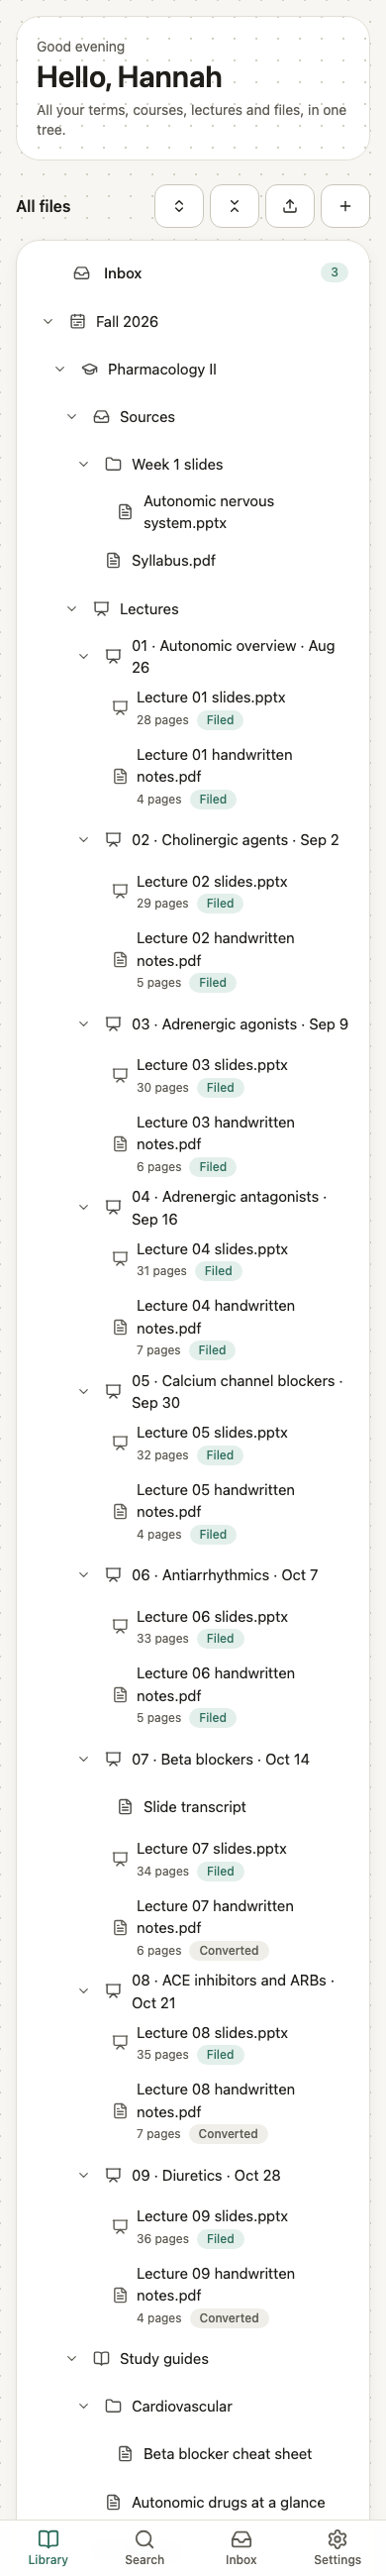 Good evening
Hello, Hannah
All your terms, courses, lectures and files, in one
tree.
All files
Inbox
3
Fall 2026
Pharmacology II
Sources
Week 1 slides
Autonomic nervous
system.pptx
Syllabus.pdf
Lectures
01 · Autonomic overview · Aug
26
Lecture 01 slides.pptx
28 pages Filed
Lecture 01 handwritten
notes.pdf
4 pages Filed
02 · Cholinergic agents · Sep 2
Lecture 02 slides.pptx
29 pages Filed
Lecture 02 handwritten
notes.pdf
5 pages Filed
03 · Adrenergic agonists · Sep 9
Lecture 03 slides.pptx
30 pages Filed
Lecture 03 handwritten
notes.pdf
6 pages Filed
04 · Adrenergic antagonists ·
Sep 16
Lecture 04 slides.pptx
31 pages Filed
Lecture 04 handwritten
notes.pdf
7 pages Filed
05 · Calcium channel blockers ·
Sep 30
Lecture 05 slides.pptx
32 pages Filed
Lecture 05 handwritten
notes.pdf
4 pages Filed
06 · Antiarrhythmics · Oct 7
Lecture 06 slides.pptx
33 pages Filed
Lecture 06 handwritten
notes.pdf
5 pages Filed
07 · Beta blockers · Oct 14
Slide transcript
Lecture 07 slides.pptx
34 pages Filed
Lecture 07 handwritten
notes.pdf
6 pages Converted
08 · ACE inhibitors and ARBs ·
Oct 21
Lecture 08 slides.pptx
35 pages Filed
Lecture 08 handwritten
notes.pdf
7 pages Converted
09 · Diuretics · Oct 28
Lecture 09 slides.pptx
36 pages Filed
Lecture 09 handwritten
notes.pdf
4 pages Converted
Study guides
Cardiovascular
Beta blocker cheat sheet
Autonomic drugs at a glance
Library Search Inbox Settings